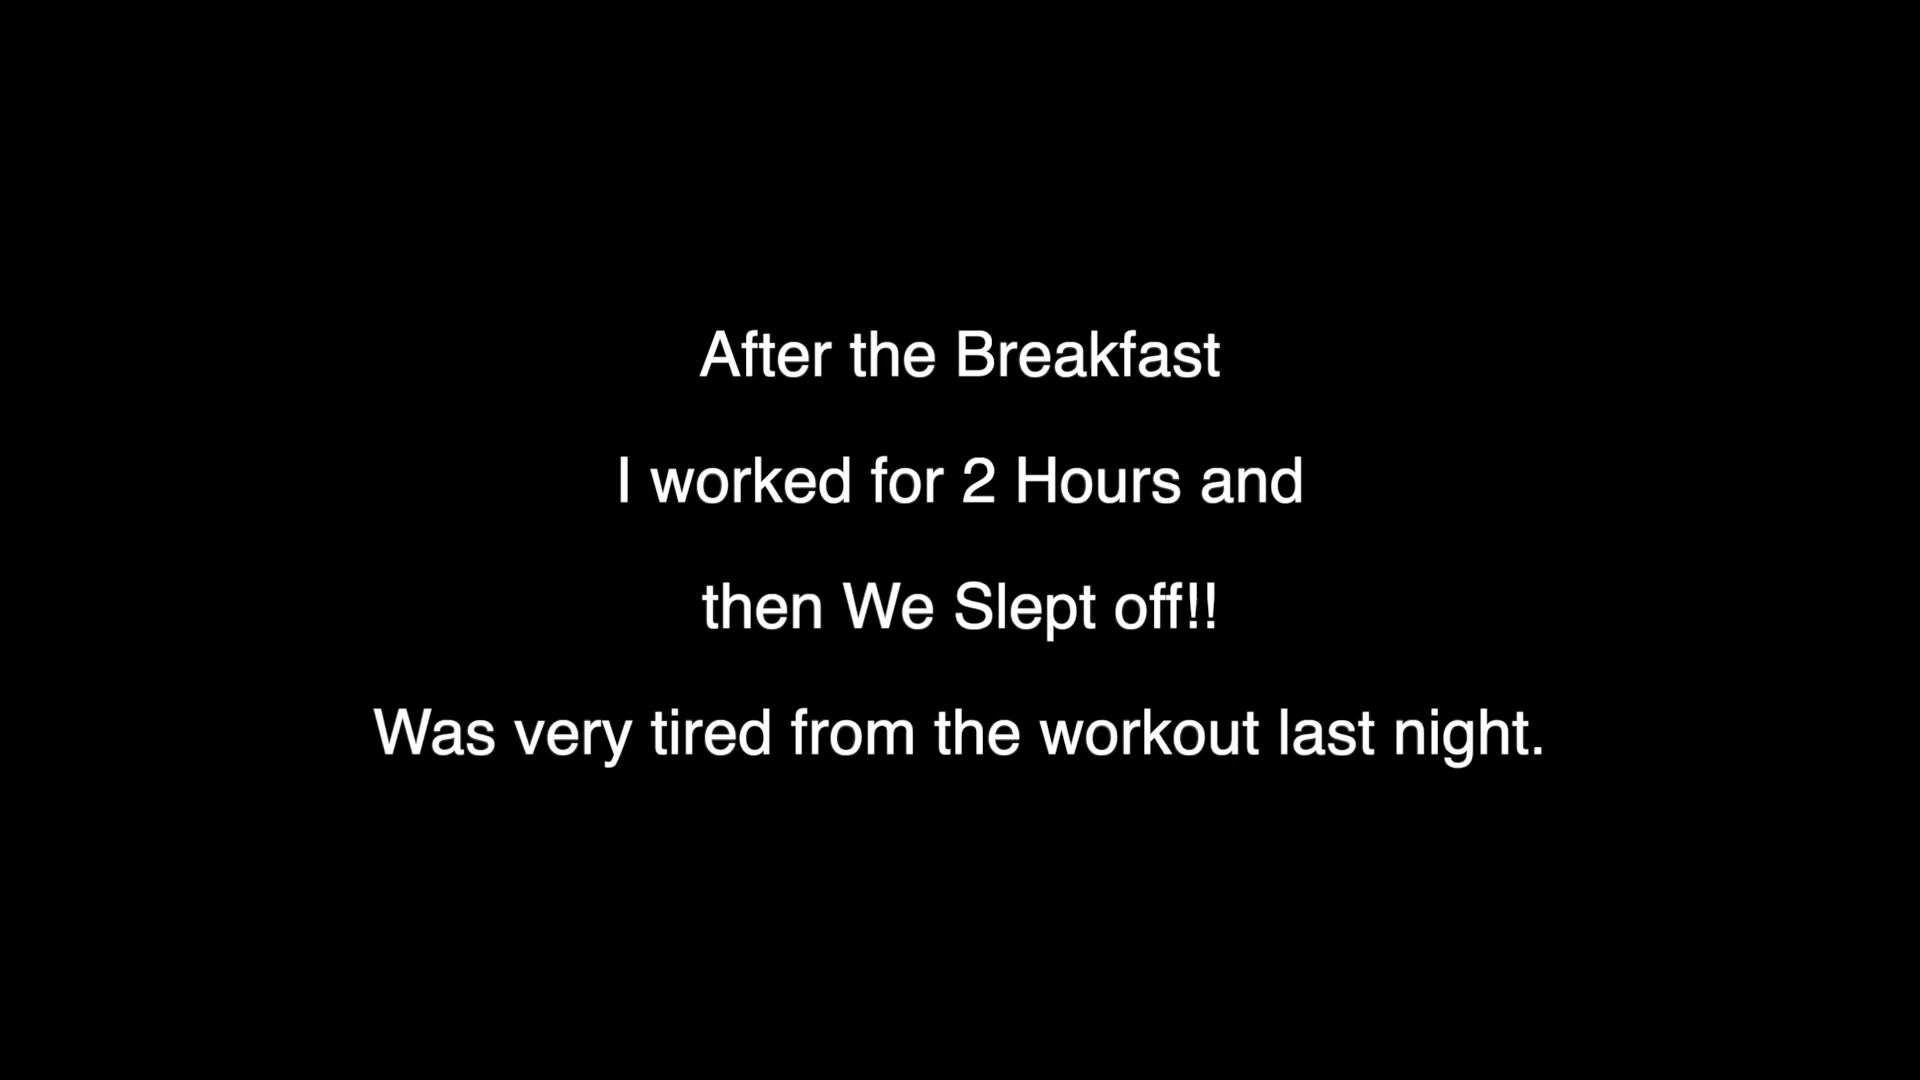 After the Breakfast
I worked for 2 Hours and
then We Slept off!!
Was very tired from the workout last night.